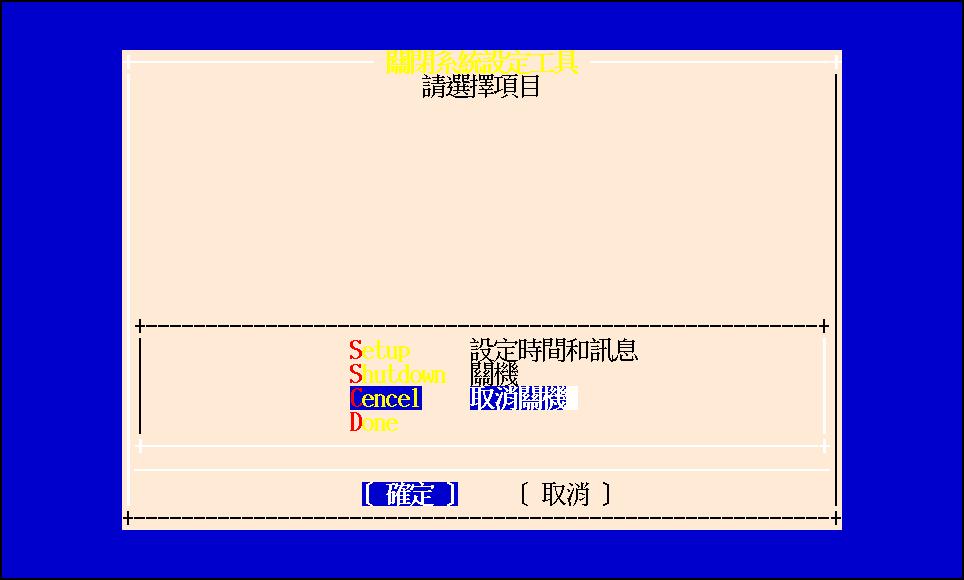 關閉系統設定工具
請選擇項目
Setup 設定時間和訊息
Shutdown 關機
Cencel 取消關機
Done
[ 確定 ] [ 取消 ]